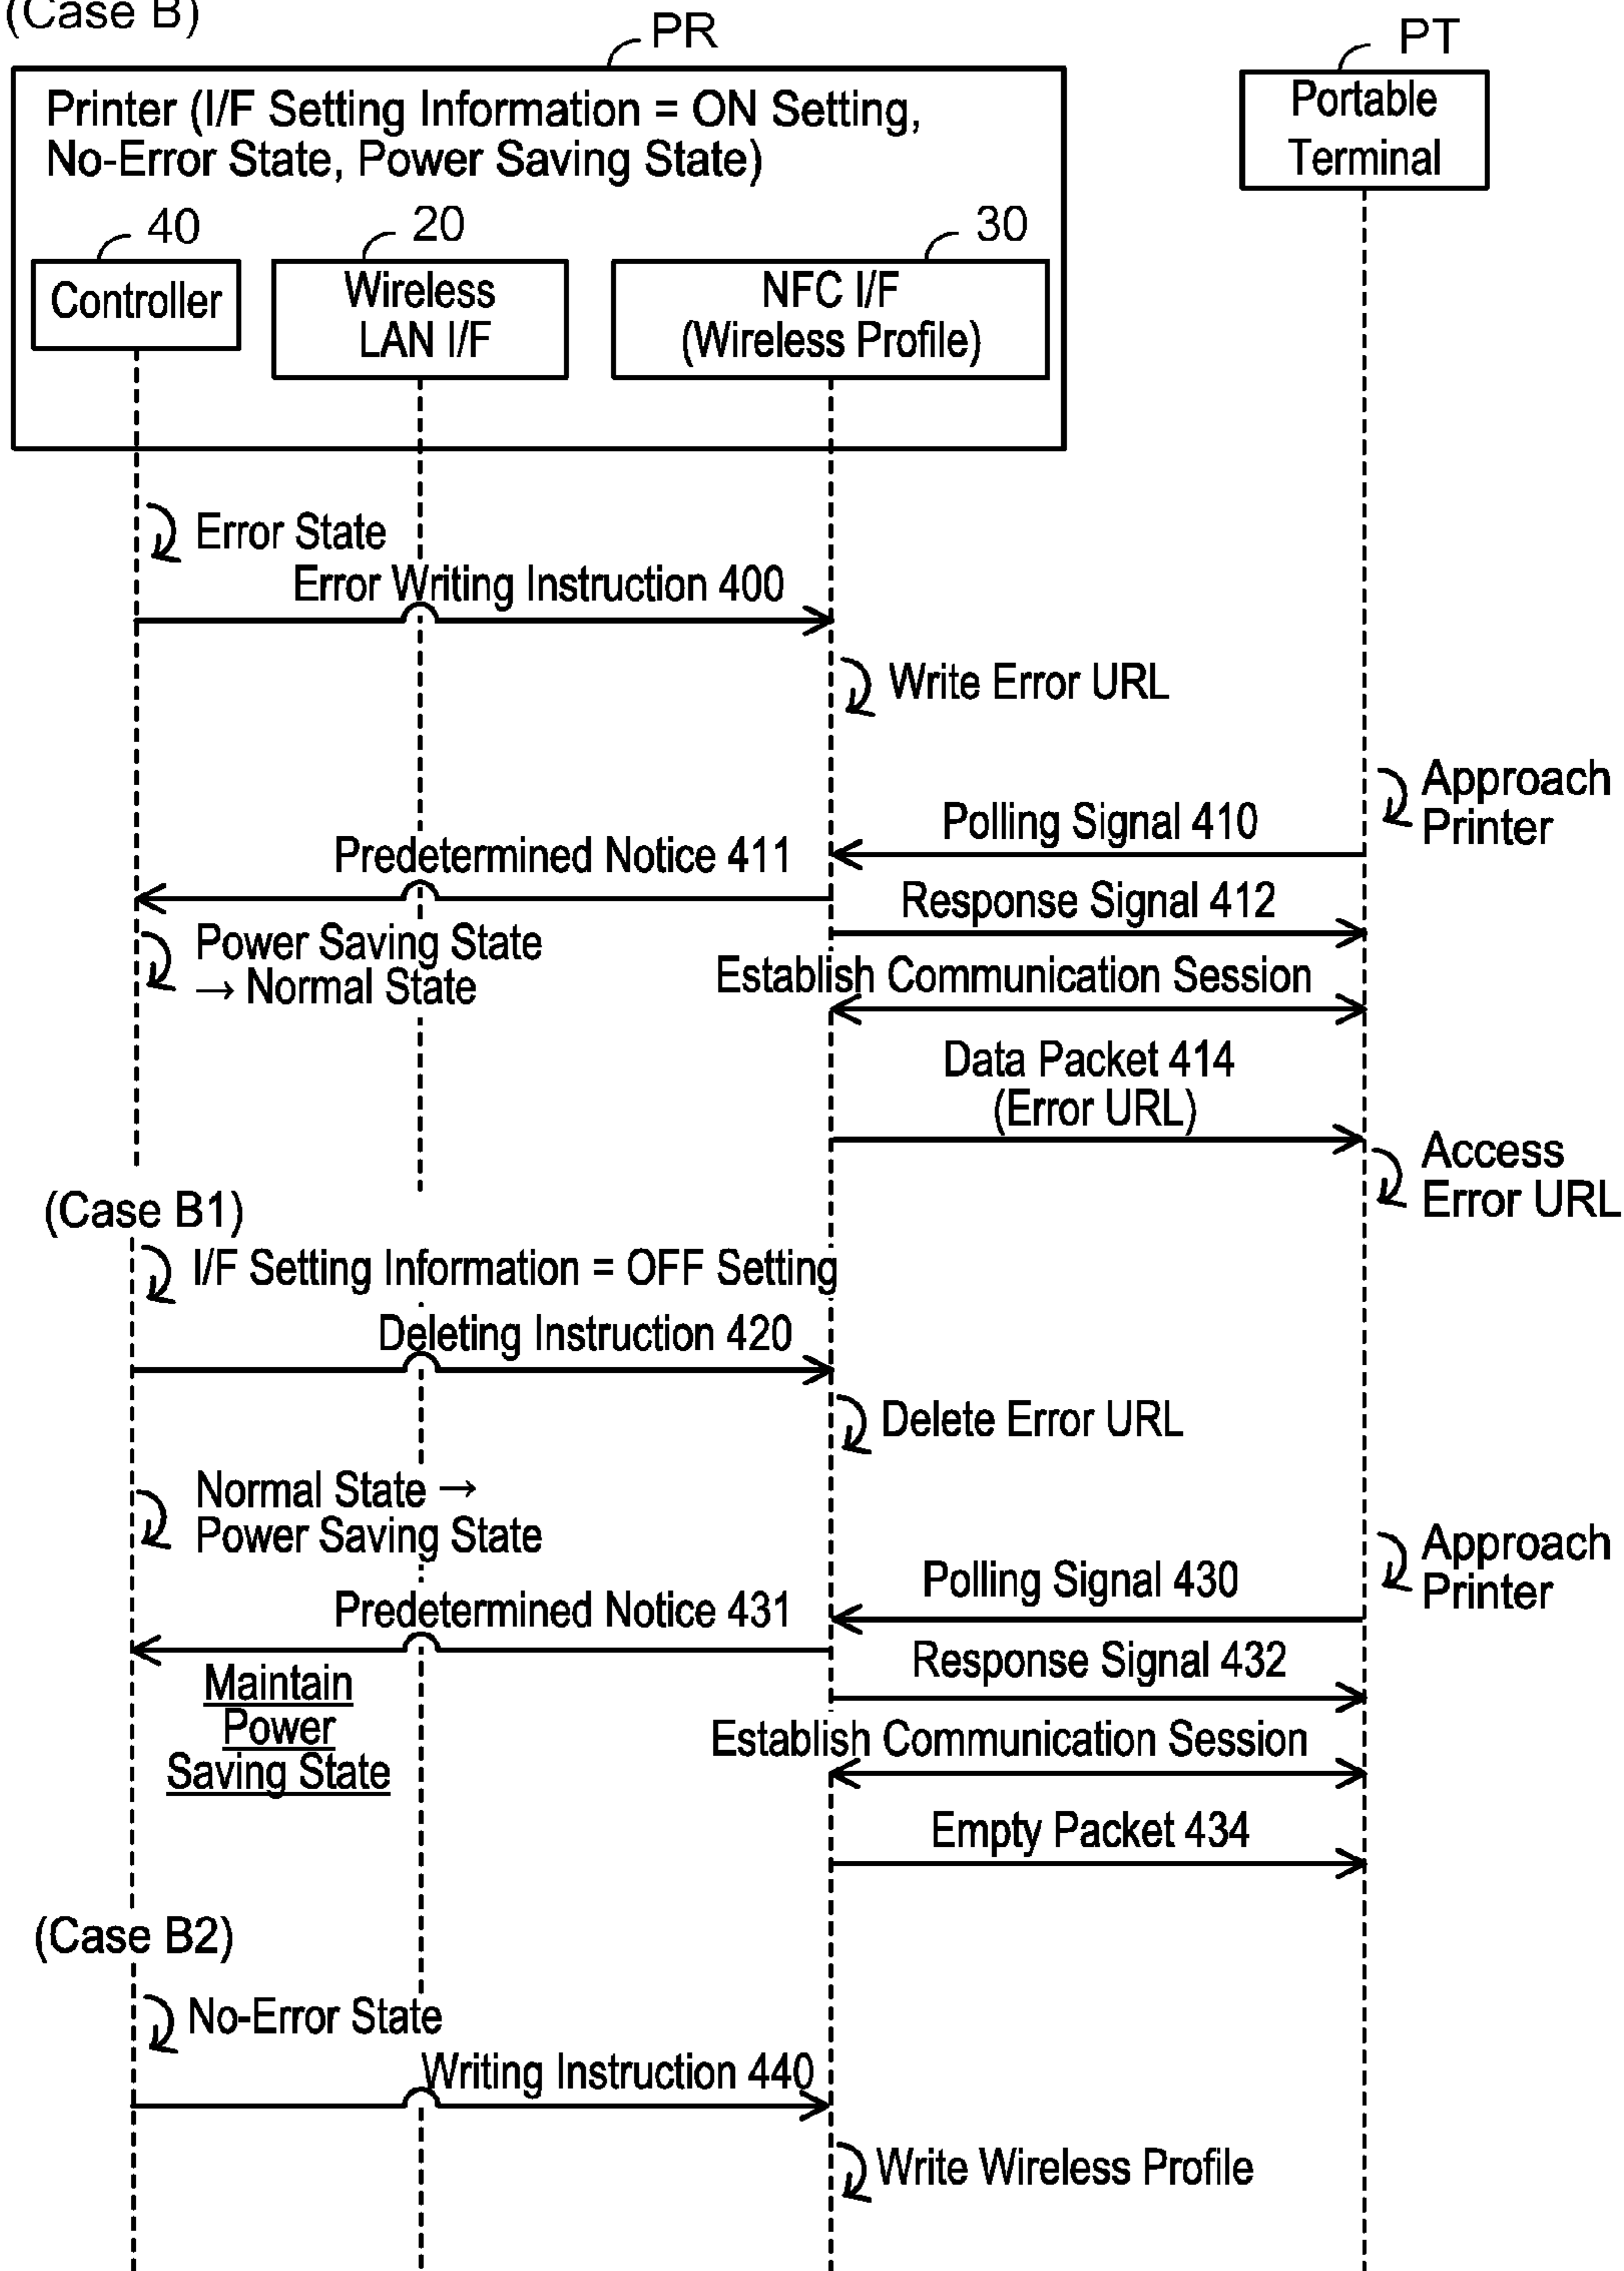 (Case B)
PR
PT
Printer (I/F Setting Information = ON Setting,
No-Error State, Power Saving State)
Portable
Terminal
40
20
30
Controller
Wireless
LAN I/F
NFC I/F
(Wireless Profile)
Error State
Error Writing Instruction 400
Write Error URL
Approach
Printer
Polling Signal 410
Predetermined Notice 411
Response Signal 412
Power Saving State
→ Normal State
Establish Communication Session
Data Packet 414
(Error URL)
Access
Error URL
(Case B1)
I/F Setting Information = OFF Setting
Deleting Instruction 420
Delete Error URL
Normal State →
Power Saving State
Approach
Printer
Polling Signal 430
Predetermined Notice 431
Response Signal 432
Maintain
Power
Saving State
Establish Communication Session
Empty Packet 434
(Case B2)
No-Error State
Writing Instruction 440
Write Wireless Profile